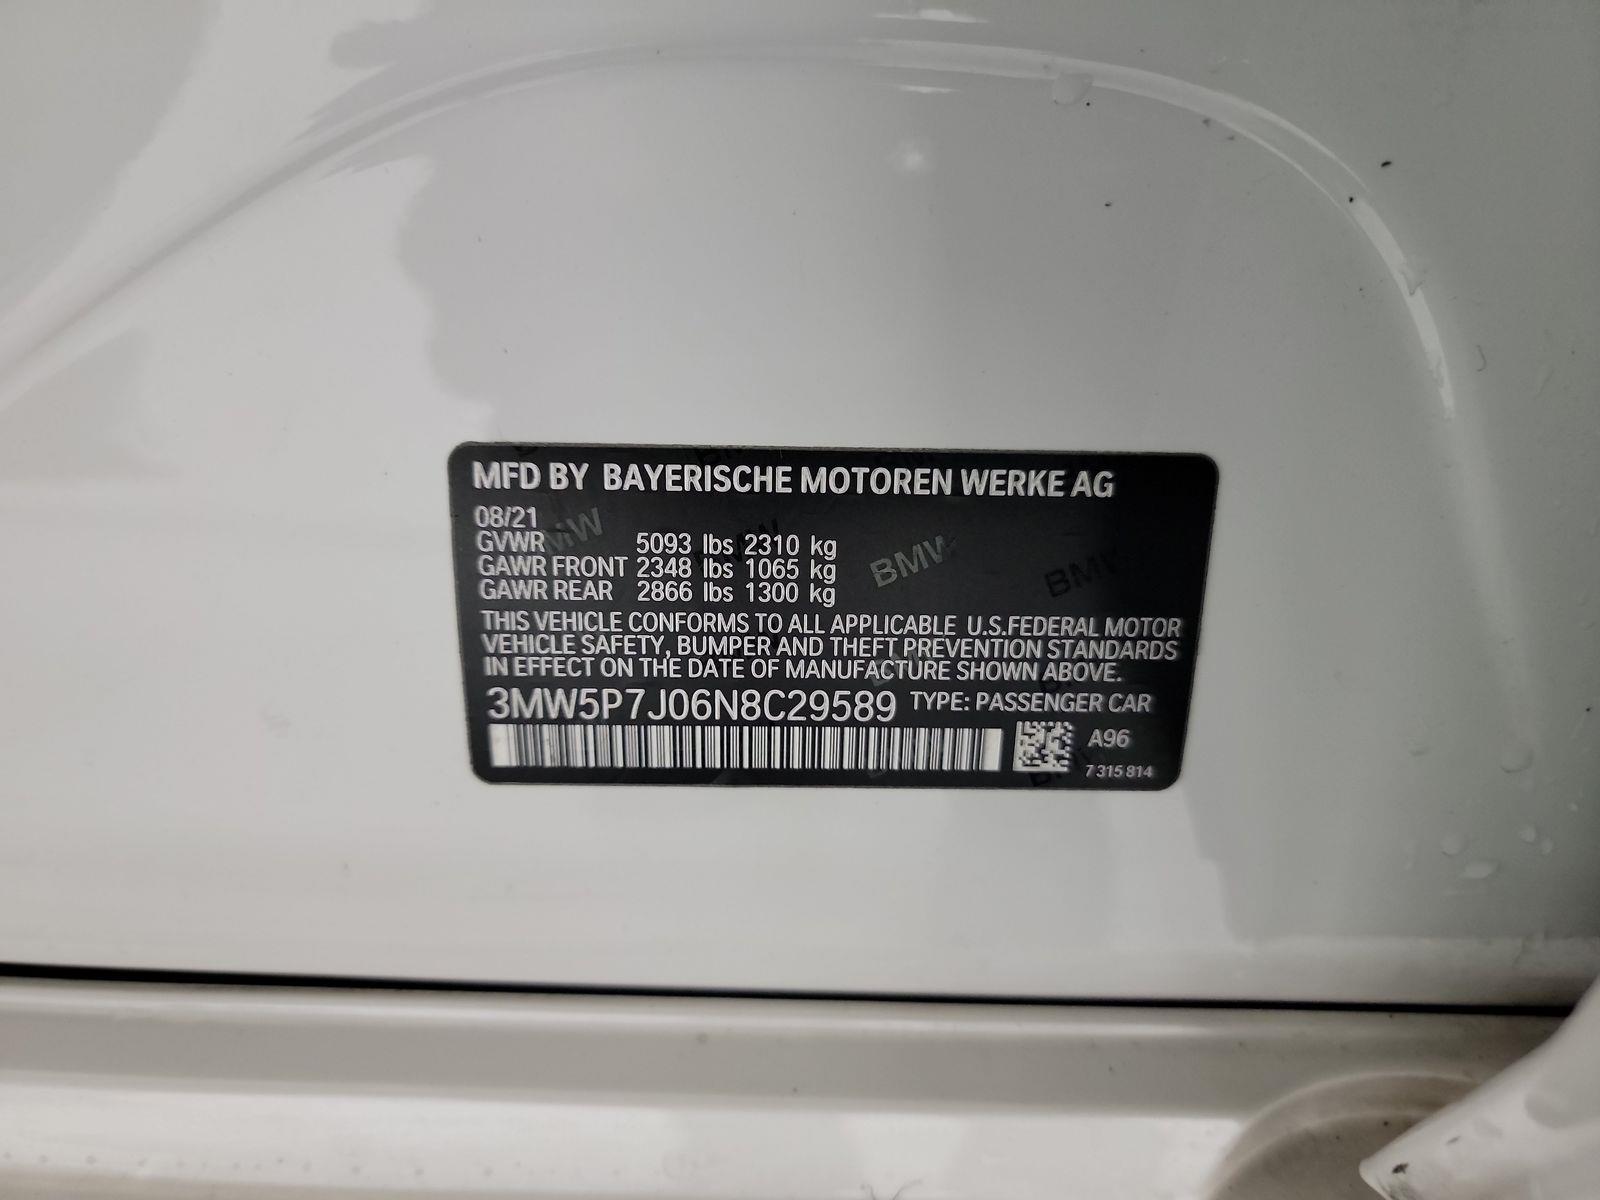 MFD BY BAYERISCHE MOTOREN WERKE AG
08/21
GVWR 5093 lbs 2310 kg
GAWR FRONT 2348 lbs 1065 kg
GAWR REAR 2866 lbs 1300 kg
THIS VEHICLE CONFORMS TO ALL APPLICABLE U.S.FEDERAL MOTOR
VEHICLE SAFETY, BUMPER AND THEFT PREVENTION STANDARDS
IN EFFECT ON THE DATE OF MANUFACTURE SHOWN ABOVE.
3MW5P7J06N8C29589 TYPE: PASSENGER CAR
A96
7 315 814
BMW
BMW